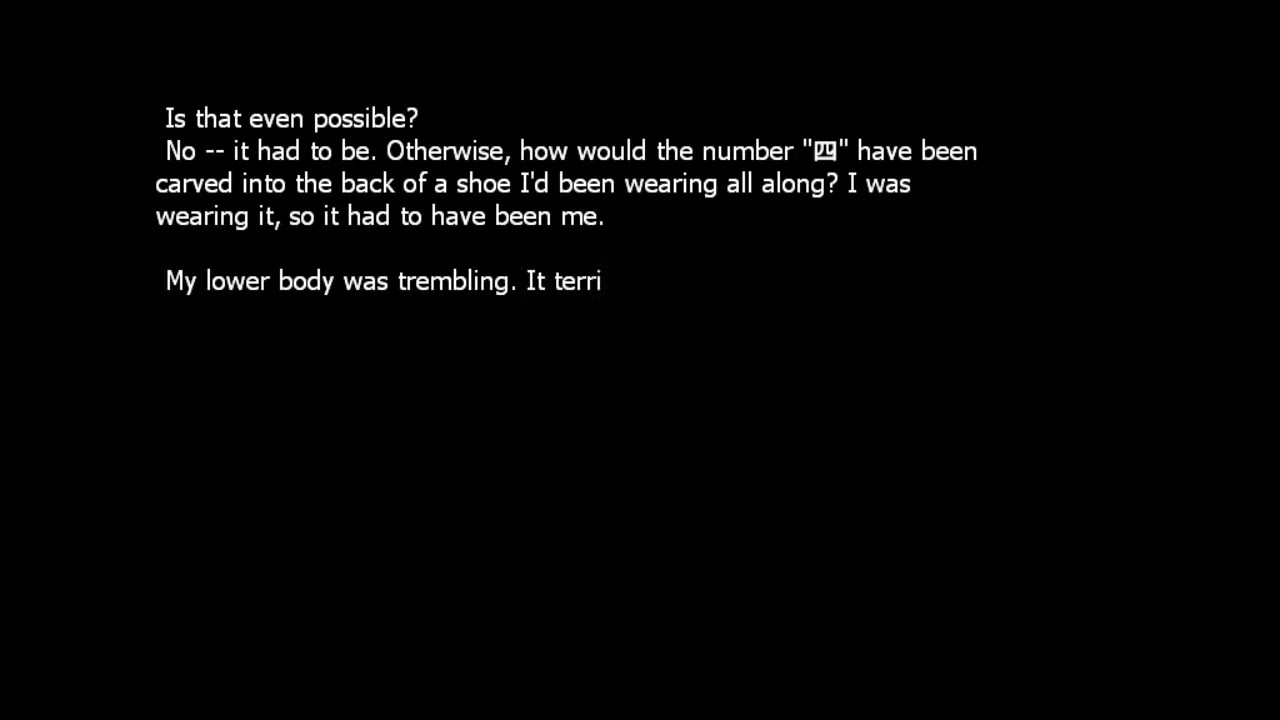 Is that even possible?
No -- it had to be. Otherwise, how would the number "四" have been
carved into the back of a shoe I'd been wearing all along? I was
wearing it, so it had to have been me.
My lower body was trembling. It terri